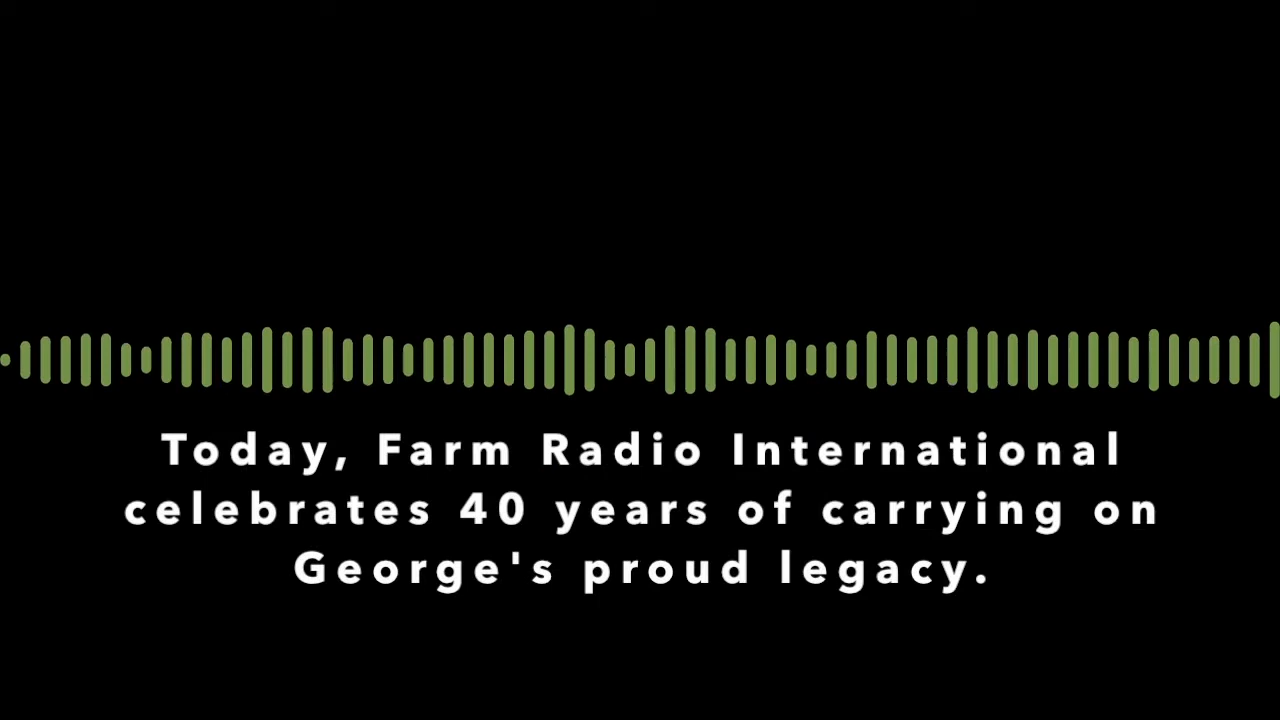 Today, Farm Radio International
celebrates 40 years of carrying on
George's proud legacy.